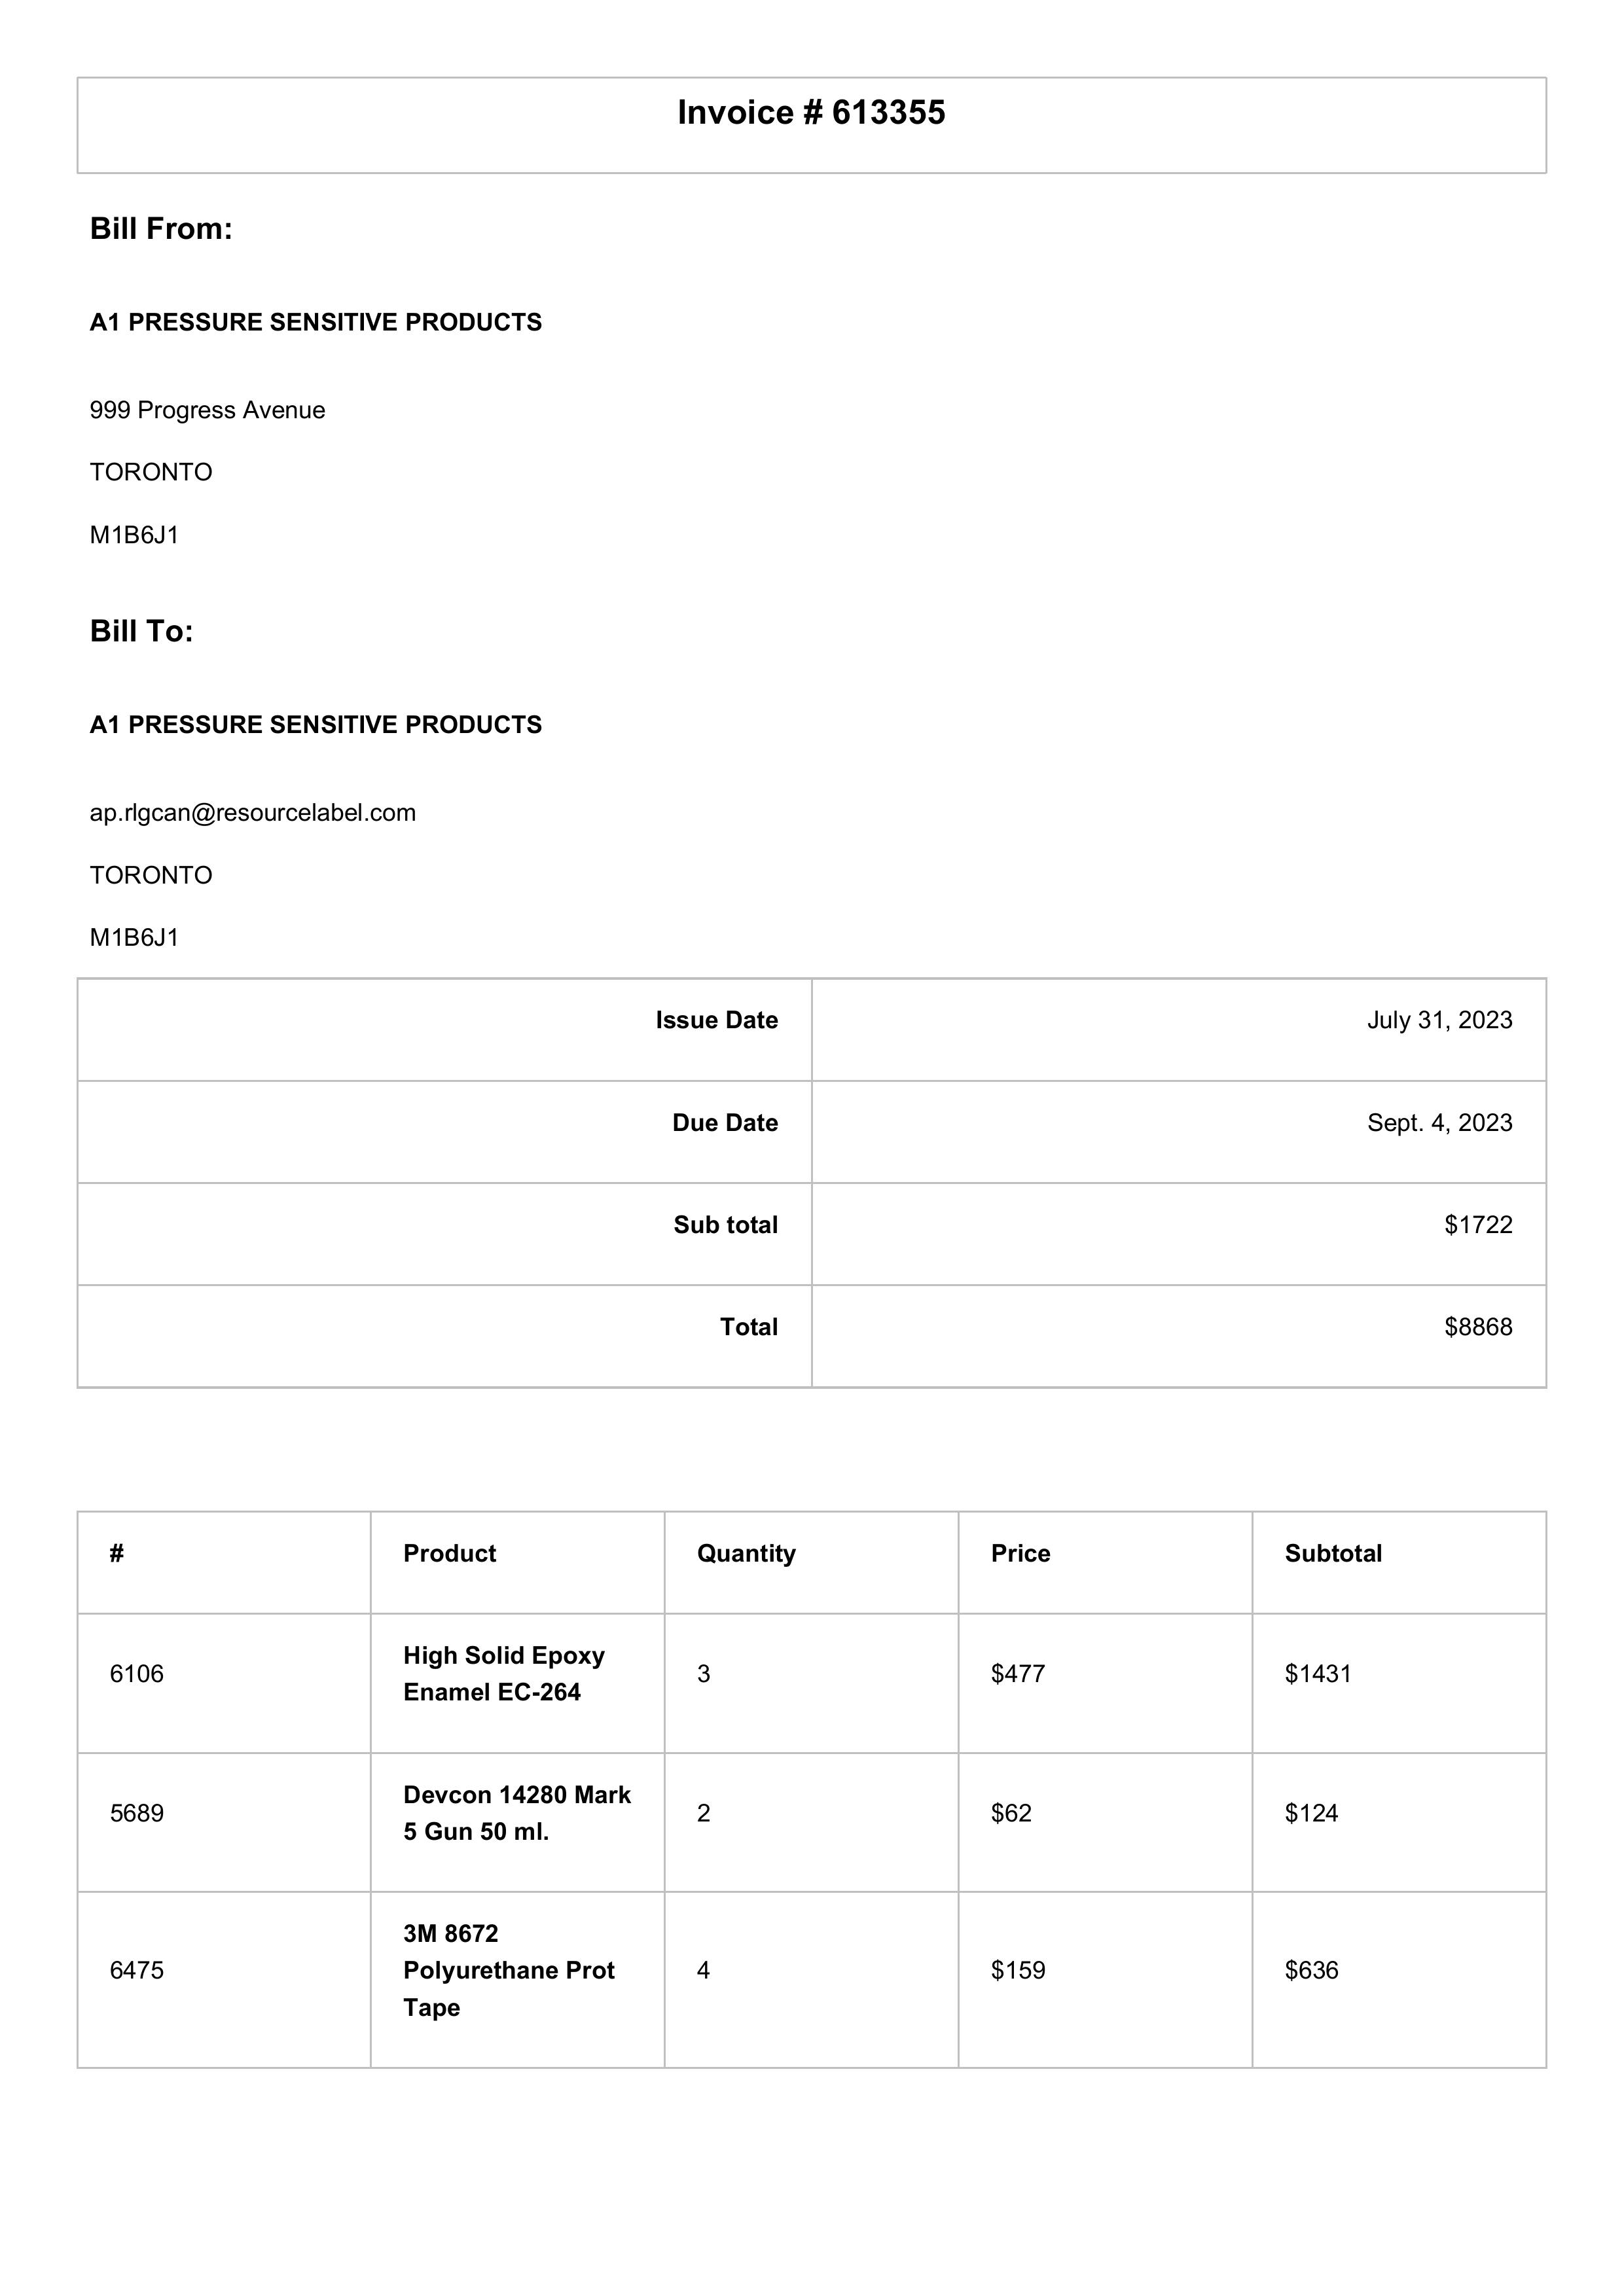 Invoice # 613355
Bill From:
A1 PRESSURE SENSITIVE PRODUCTS
999 Progress Avenue
TORONTO
M1B6J1
Bill To:
A1 PRESSURE SENSITIVE PRODUCTS
ap.rlgcan@resourcelabel.com
TORONTO
M1B6J1
Issue Date July 31, 2023
Due Date Sept. 4, 2023
Sub total $1722
Total $8868
# Product Quantity Price Subtotal
6106 High Solid Epoxy 3 $477 $1431
Enamel EC-264
5689 Devcon 14280 Mark 2 $62 $124
5 Gun 50 ml.
3M 8672
6475 Polyurethane Prot 4 $159 $636
Tape